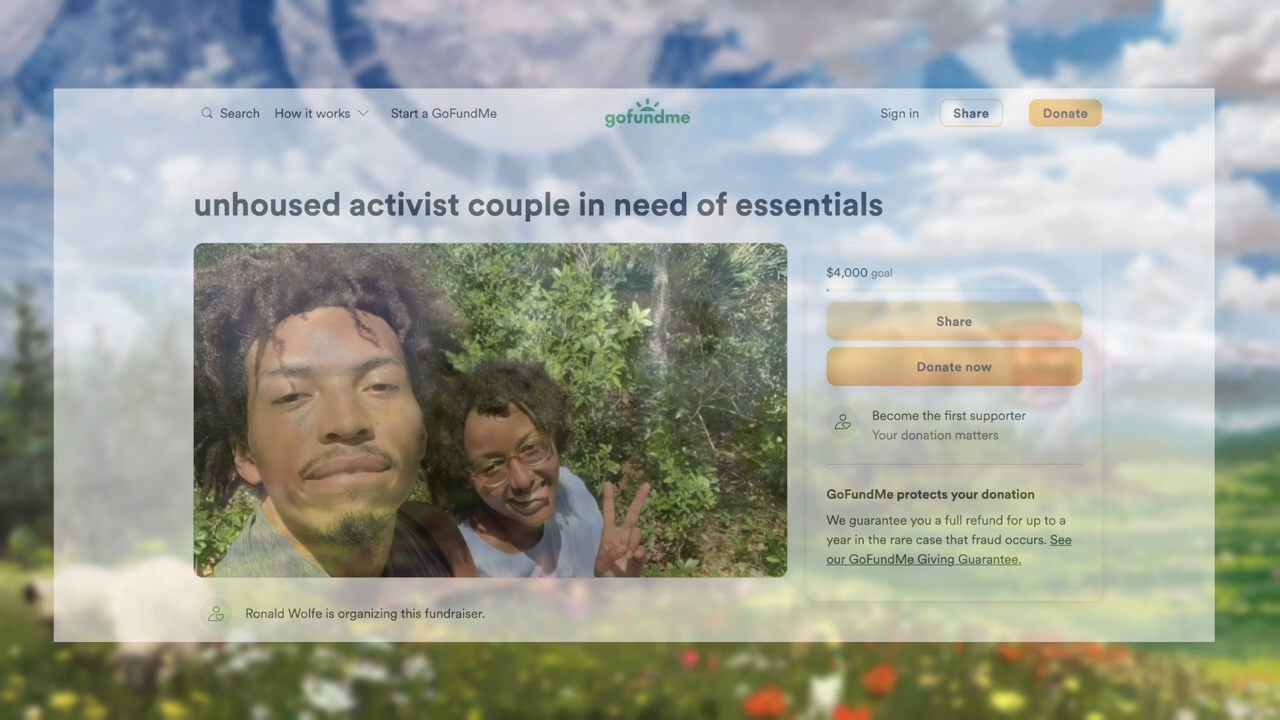 Search How it works Start a GoFundMe gofundme Sign in Share Donate
unhoused activist couple in need of essentials
$4,000 goal
Share
Donate now
Become the first supporter
Your donation matters
GoFundMe protects your donation
We guarantee you a full refund for up to a
year in the rare case that fraud occurs. See
our GoFundMe Giving Guarantee.
Ronald Wolfe is organizing this fundraiser.